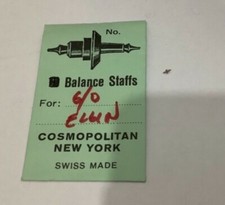 No.
Balance Staffs
For: 6/0
ELGIN
COSMOPOLITAN
NEW YORK
SWISS MADE